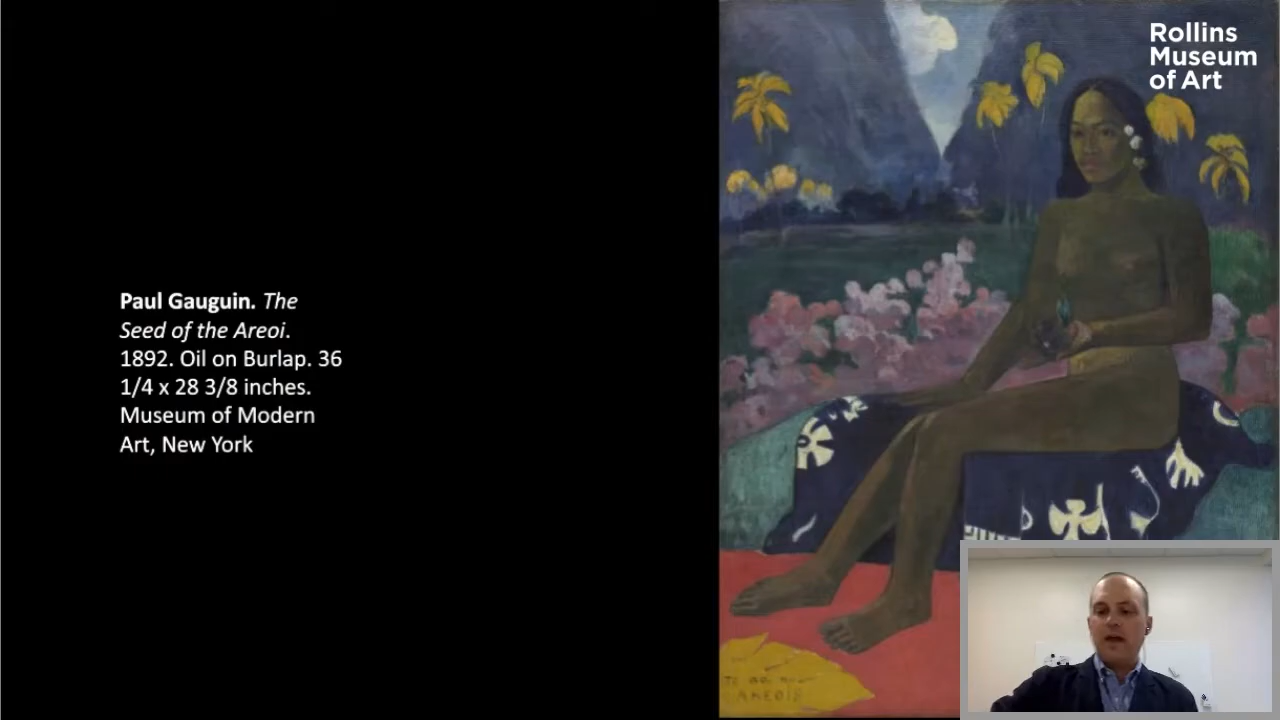 Rollins
Museum
of Art
Paul Gauguin. The
Seed of the Areoi.
1892. Oil on Burlap. 36
1/4 x 28 3/8 inches.
Museum of Modern
Art, New York
AREOIS